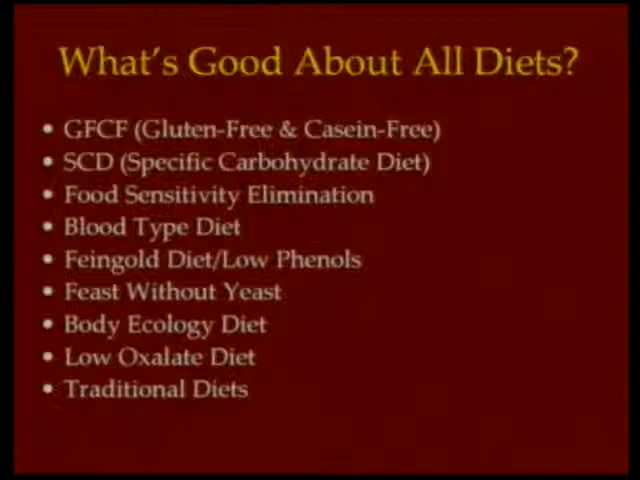 What's Good About All Diets?
• GFCF (Gluten-Free & Casein-Free)
• SCD (Specific Carbohydrate Diet)
• Food Sensitivity Elimination
• Blood Type Diet
• Feingold Diet/Low Phenols
• Feast Without Yeast
• Body Ecology Diet
• Low Oxalate Diet
• Traditional Diets